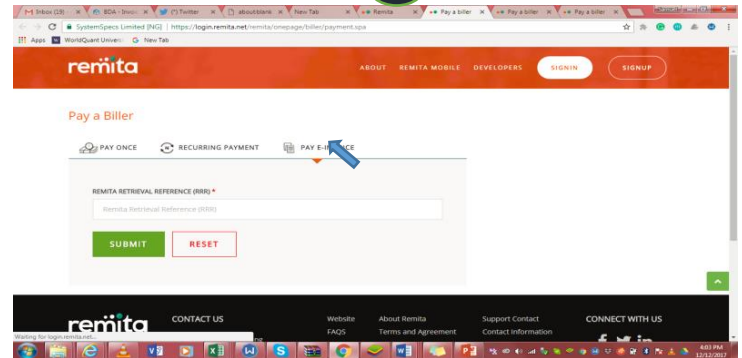 Inbox (23)
(1) Twitter
about:blank
New Tab
Remita
Pay a biller
Pay a biller
Pay a biller
SystemSpecs Limited [NG] | https://login.remita.net/remita/onepage/biller/payment.spa
Apps WorldQuant Univers New Tab
remita
ABOUT REMITA MOBILE DEVELOPERS SIGNIN SIGNUP
Pay a Biller
PAY ONCE RECURRING PAYMENT PAY E-IN CE
REMITA RETRIEVAL REFERENCE (RRR) *
Remita Retrieval Reference (RRR)
SUBMIT RESET
remita CONTACT US Website About Remita Support Contact CONNECT WITH US
FAQS Terms and Agreement Contact Information
Waiting for login.remita.net...
4:03 PM
12/12/2017